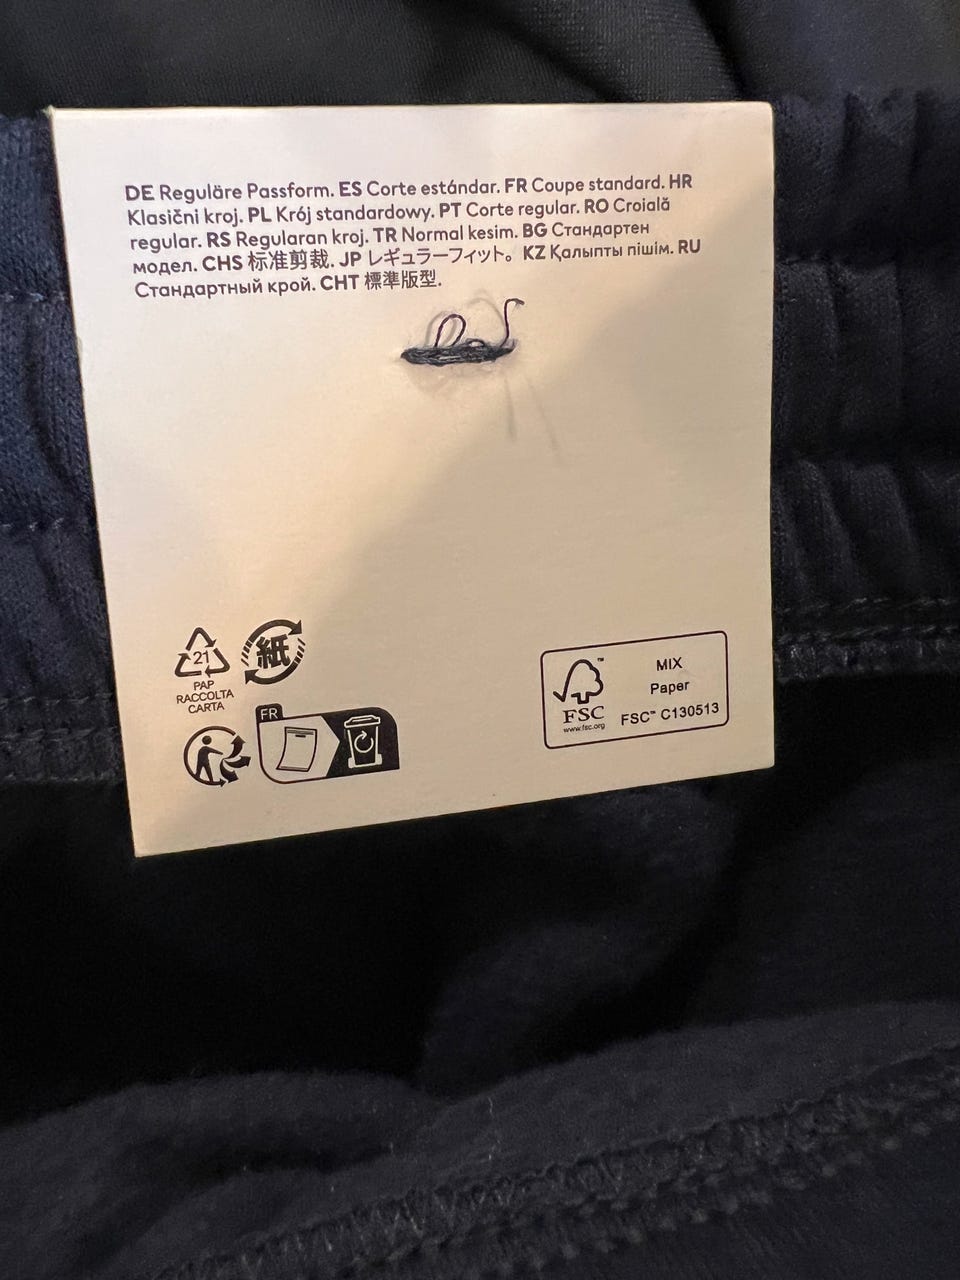 DE Reguläre Passform. ES Corte estándar. FR Coupe standard. HR
Klasični kroj. PL Krój standardowy. PT Corte regular. RO Croială
regular. RS Regularan kroj. TR Normal kesim. BG Стандартен
модел. CHS 标准剪裁. JP レギュラーフィット。 KZ Қалыпты пішім. RU
Стандартный крой. CHT 標準版型.
21
PAP
RACCOLTA
CARTA
紙
FR
FSC™
www.fsc.org
MIX
Paper
FSC™ C130513